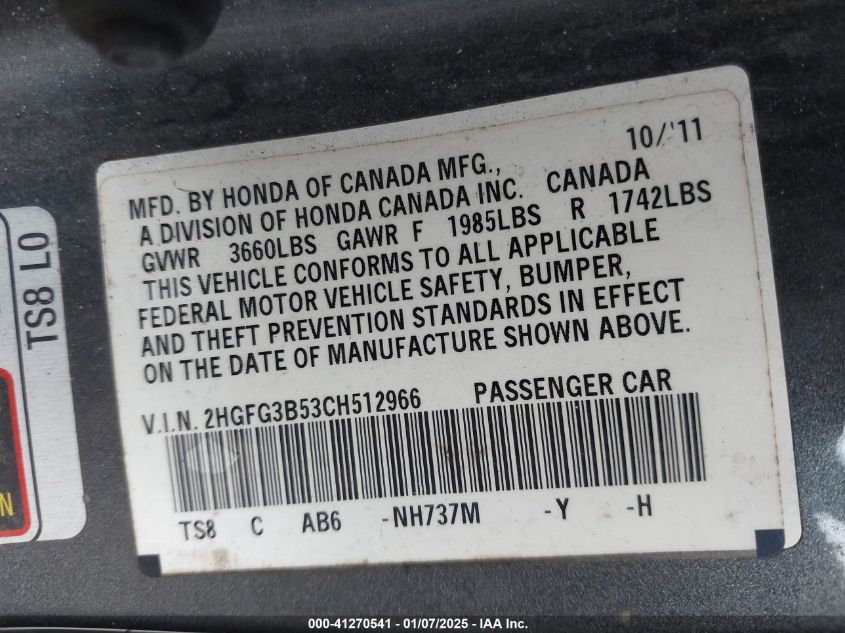 10/'11
MFD. BY HONDA OF CANADA MFG.,
A DIVISION OF HONDA CANADA INC. CANADA
GVWR 3660LBS GAWR F 1985LBS R 1742LBS
THIS VEHICLE CONFORMS TO ALL APPLICABLE
FEDERAL MOTOR VEHICLE SAFETY, BUMPER,
AND THEFT PREVENTION STANDARDS IN EFFECT
ON THE DATE OF MANUFACTURE SHOWN ABOVE.
V.I.N. 2HGFG3B53CH512966 PASSENGER CAR
TS8 C AB6 -NH737M -Y -H
TS8 L0
000-41270541 - 01/07/2025 - IAA Inc.